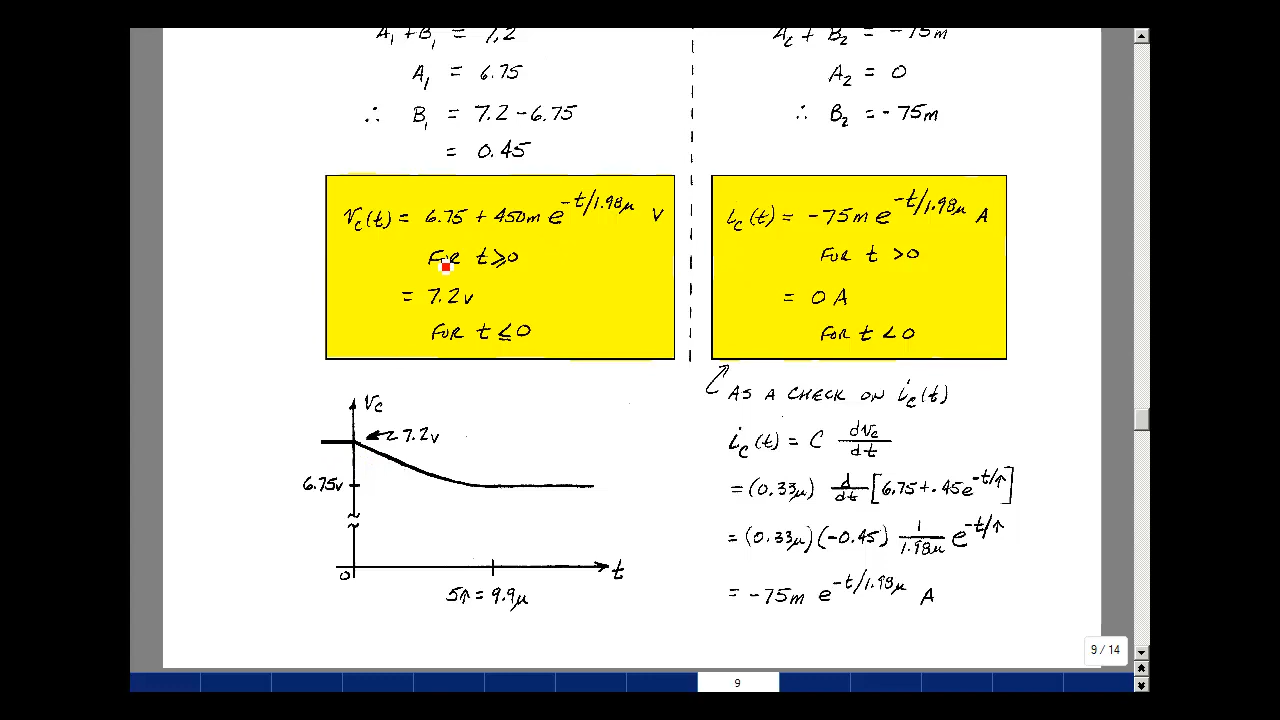 A₁ + B₁ = 7.2
A₁ = 6.75
∴ B₁ = 7.2 - 6.75
= 0.45
Vc(t) = 6.75 + 450m e^-t/1.98μ V
FOR t ⩾ 0
= 7.2V
FOR t ≤ 0
Vc
7.2V
6.75V
0
t
5τ = 9.9μ
Ac + B₂ = -75m
A₂ = 0
∴ B₂ = -75m
ic(t) = -75m e^-t/1.98μ A
FOR t > 0
= 0 A
FOR t < 0
AS A CHECK ON ic(t)
ic(t) = C dvc/dt
= (0.33μ) d/dt [6.75+.45e^-t/τ]
= (0.33μ)(-0.45) 1/1.98μ e^-t/τ
= -75m e^-t/1.98μ A
9 / 14
9